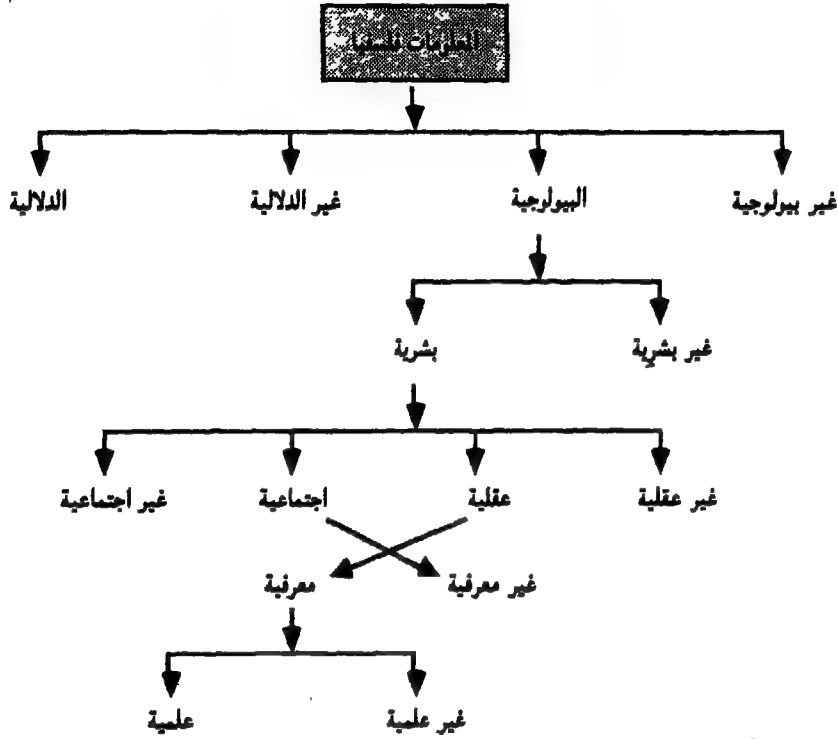 المعلومات فلسفيا
غير بيولوجية البيولوجية غير الدلالية الدلالية
غير بشرية بشرية
غير عقلية عقلية اجتماعية غير اجتماعية
غير معرفية معرفية
غير علمية علمية